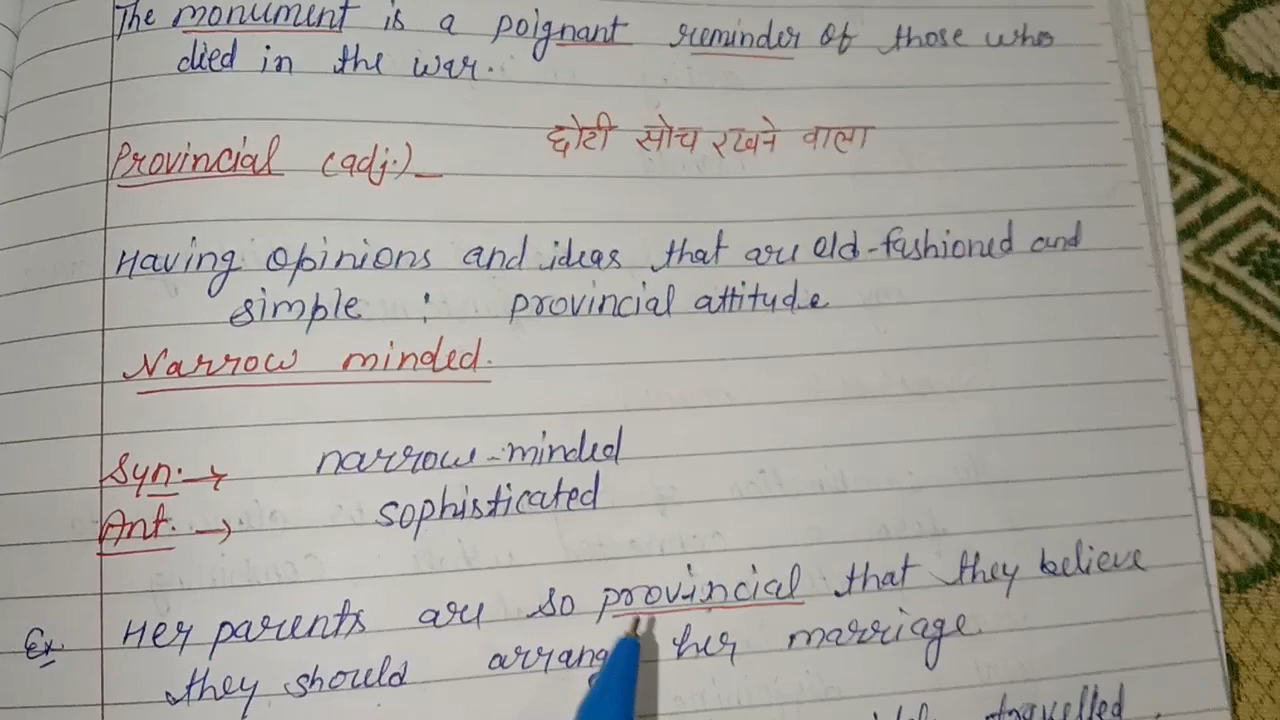 The monument is a poignant reminder of those who
died in the war.
Provincial (adj.) छोटी सोच रखने वाला
Having opinions and ideas that are old-fashioned and
simple : provincial attitude
Narrow minded.
Syn. → narrow-minded
Ant. → sophisticated
Ex. Her parents are so provincial that they believe
they should arrang her marriage.
travelled